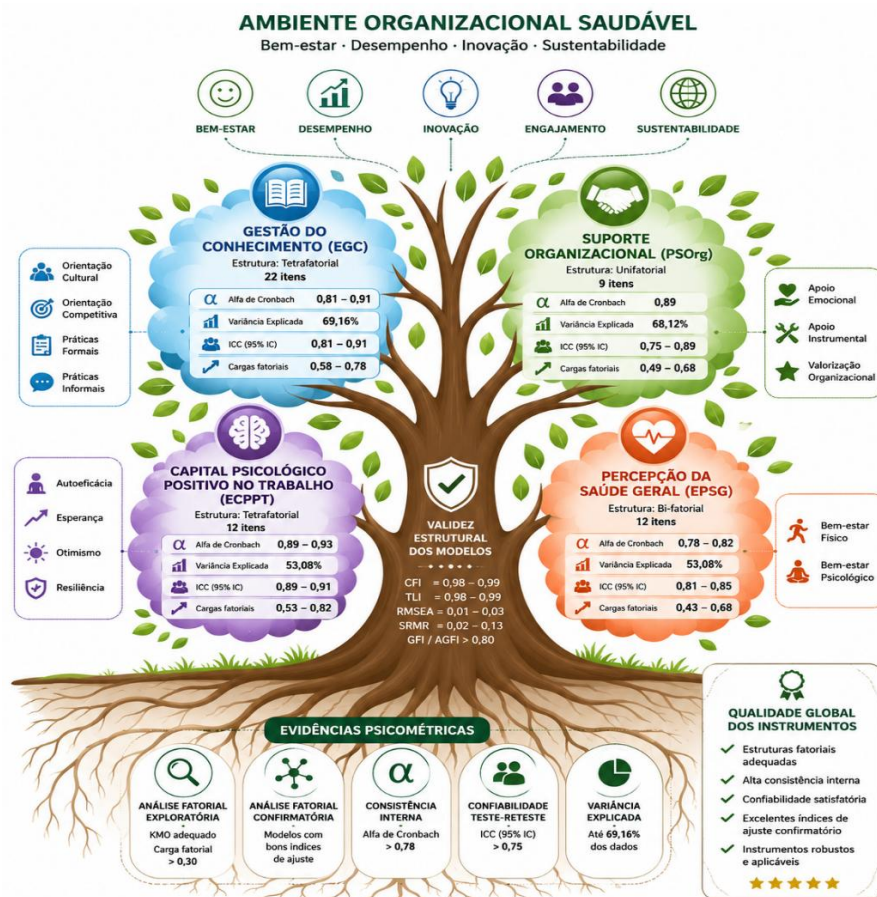 AMBIENTE ORGANIZACIONAL SAUDÁVEL
Bem-estar · Desempenho · Inovação · Sustentabilidade
BEM-ESTAR
DESEMPENHO
INOVAÇÃO
ENGAJAMENTO
SUSTENTABILIDADE
GESTÃO DO
CONHECIMENTO (EGC)
Estrutura: Tetrafatorial
22 itens
α Alfa de Cronbach 0,81 – 0,91
Variância Explicada 69,16%
ICC (95% IC) 0,81 – 0,91
Cargas fatoriais 0,58 – 0,78
Orientação
Cultural
Orientação
Competitiva
Práticas
Formais
Práticas
Informais
SUPORTE
ORGANIZACIONAL (PSOrg)
Estrutura: Unifatorial
9 itens
α Alfa de Cronbach 0,89
Variância Explicada 68,12%
ICC (95% IC) 0,75 – 0,89
Cargas fatoriais 0,49 – 0,68
Apoio
Emocional
Apoio
Instrumental
Valorização
Organizacional
CAPITAL PSICOLÓGICO
POSITIVO NO TRABALHO
(ECPPT)
Estrutura: Tetrafatorial
12 itens
α Alfa de Cronbach 0,89 – 0,93
Variância Explicada 53,08%
ICC (95% IC) 0,89 – 0,91
Cargas fatoriais 0,53 – 0,82
Autoeficácia
Esperança
Otimismo
Resiliência
VALIDEZ
ESTRUTURAL
DOS MODELOS
CFI = 0,98 – 0,99
TLI = 0,98 – 0,99
RMSEA = 0,01 – 0,03
SRMR = 0,02 – 0,13
GFI / AGFI > 0,80
PERCEPÇÃO DA
SAÚDE GERAL (EPSG)
Estrutura: Bi-fatorial
12 itens
α Alfa de Cronbach 0,78 – 0,82
Variância Explicada 53,08%
ICC (95% IC) 0,81 – 0,85
Cargas fatoriais 0,43 – 0,68
Bem-estar
Físico
Bem-estar
Psicológico
EVIDÊNCIAS PSICOMÉTRICAS
ANÁLISE FATORIAL
EXPLORATÓRIA
KMO adequado
Carga fatorial
> 0,30
ANÁLISE FATORIAL
CONFIRMATÓRIA
Modelos com
bons índices
de ajuste
α
CONSISTÊNCIA
INTERNA
Alfa de Cronbach
> 0,78
CONFIABILIDADE
TESTE-RETESTE
ICC (95% IC)
> 0,75
VARIÂNCIA
EXPLICADA
Até 69,16%
dos dados
QUALIDADE GLOBAL
DOS INSTRUMENTOS
Estruturas fatoriais
adequadas
Alta consistência interna
Confiabilidade satisfatória
Excelentes índices de
ajuste confirmatório
Instrumentos robustos
e aplicáveis